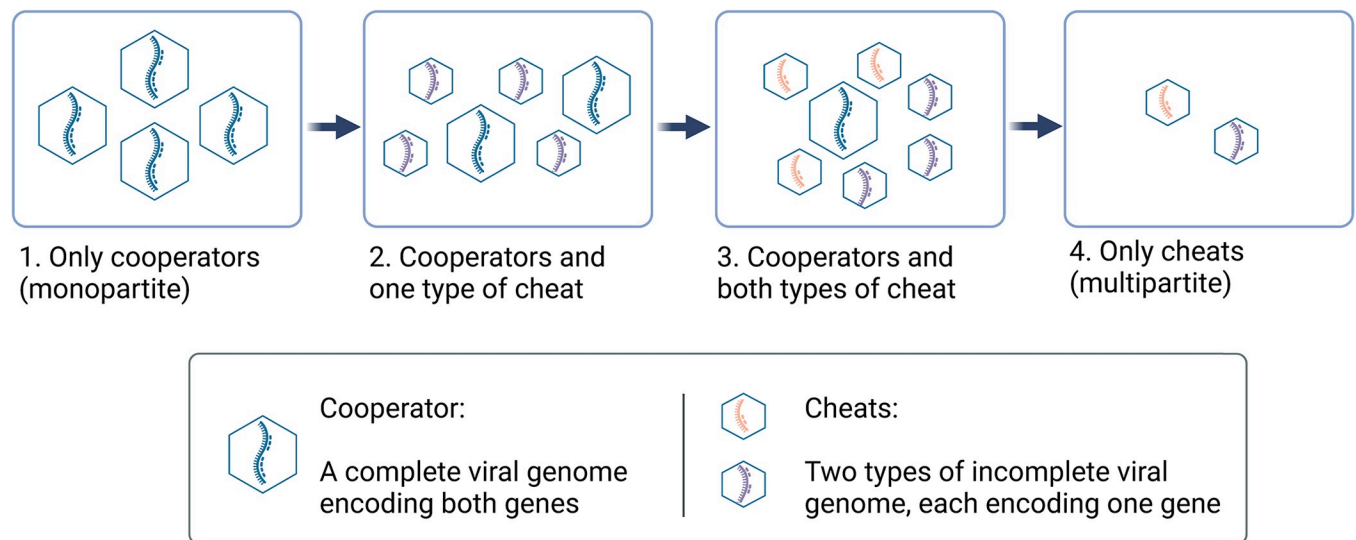 1. Only cooperators
(monopartite)
2. Cooperators and
one type of cheat
3. Cooperators and
both types of cheat
4. Only cheats
(multipartite)
Cooperator:
A complete viral genome
encoding both genes
Cheats:
Two types of incomplete viral
genome, each encoding one gene